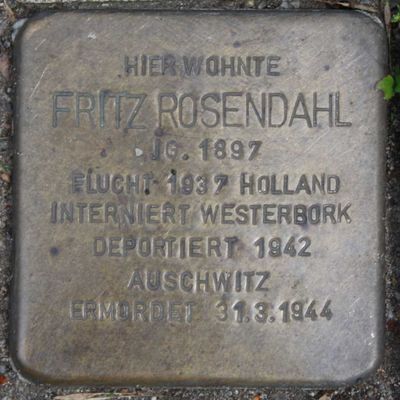 HIER WOHNTE
FRITZ ROSENDAHL
JG. 1897
FLUCHT 1937 HOLLAND
INTERNIERT WESTERBORK
DEPORTIERT 1942
AUSCHWITZ
ERMORDET 31.3.1944